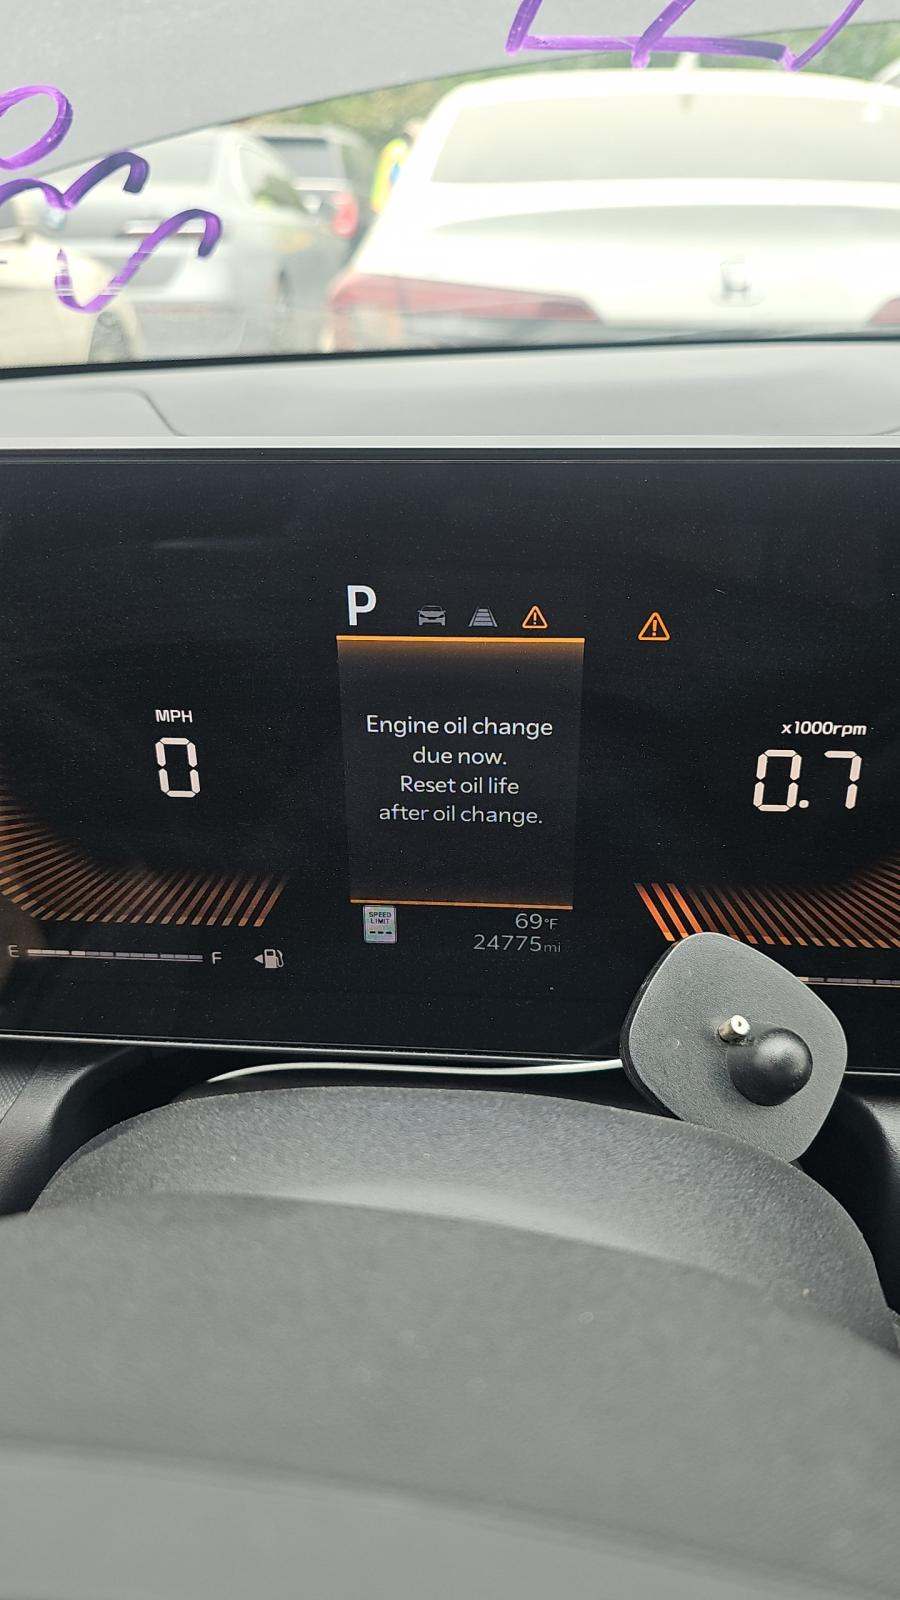 P
MPH
0
Engine oil change
due now.
Reset oil life
after oil change.
x1000rpm
0.7
SPEED
LIMIT
---
69°F
24775mi
E
F